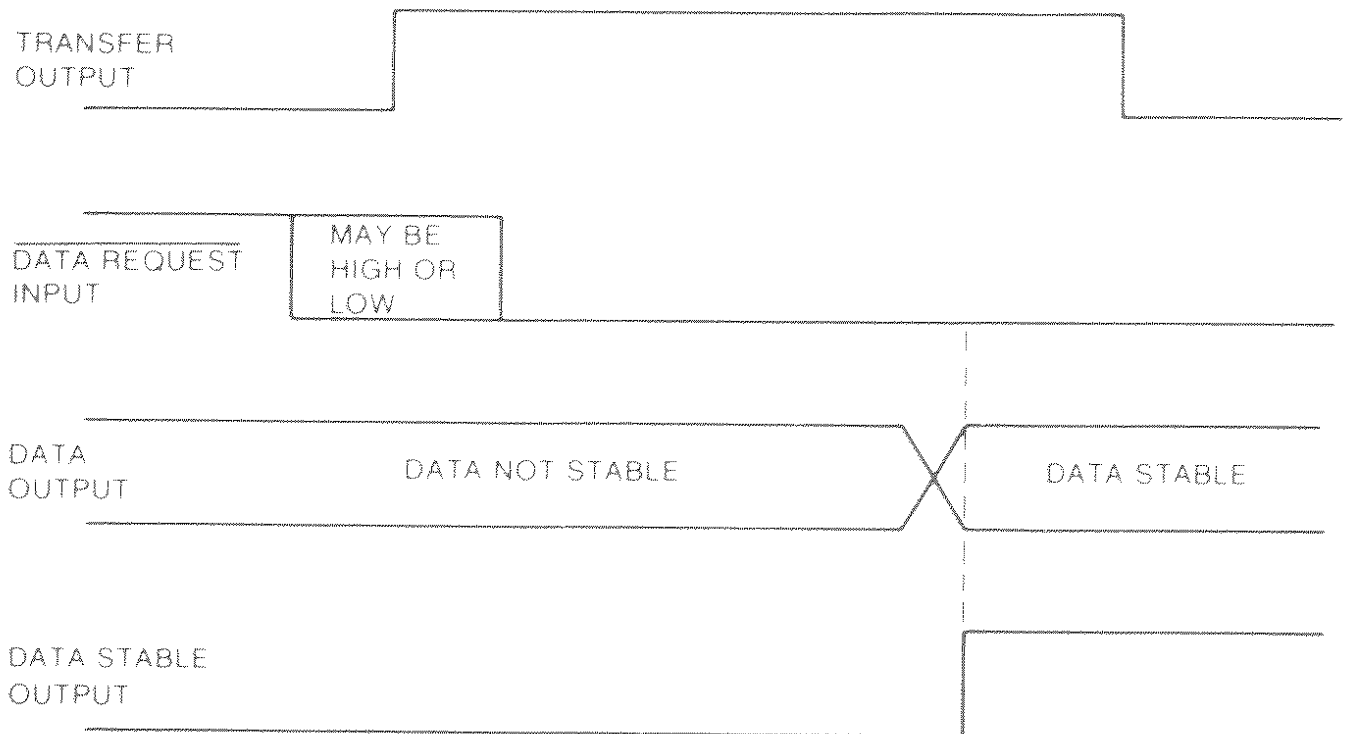 TRANSFER
OUTPUT
DATA REQUEST
INPUT
MAY BE
HIGH OR
LOW
DATA
OUTPUT
DATA NOT STABLE
DATA STABLE
DATA STABLE
OUTPUT